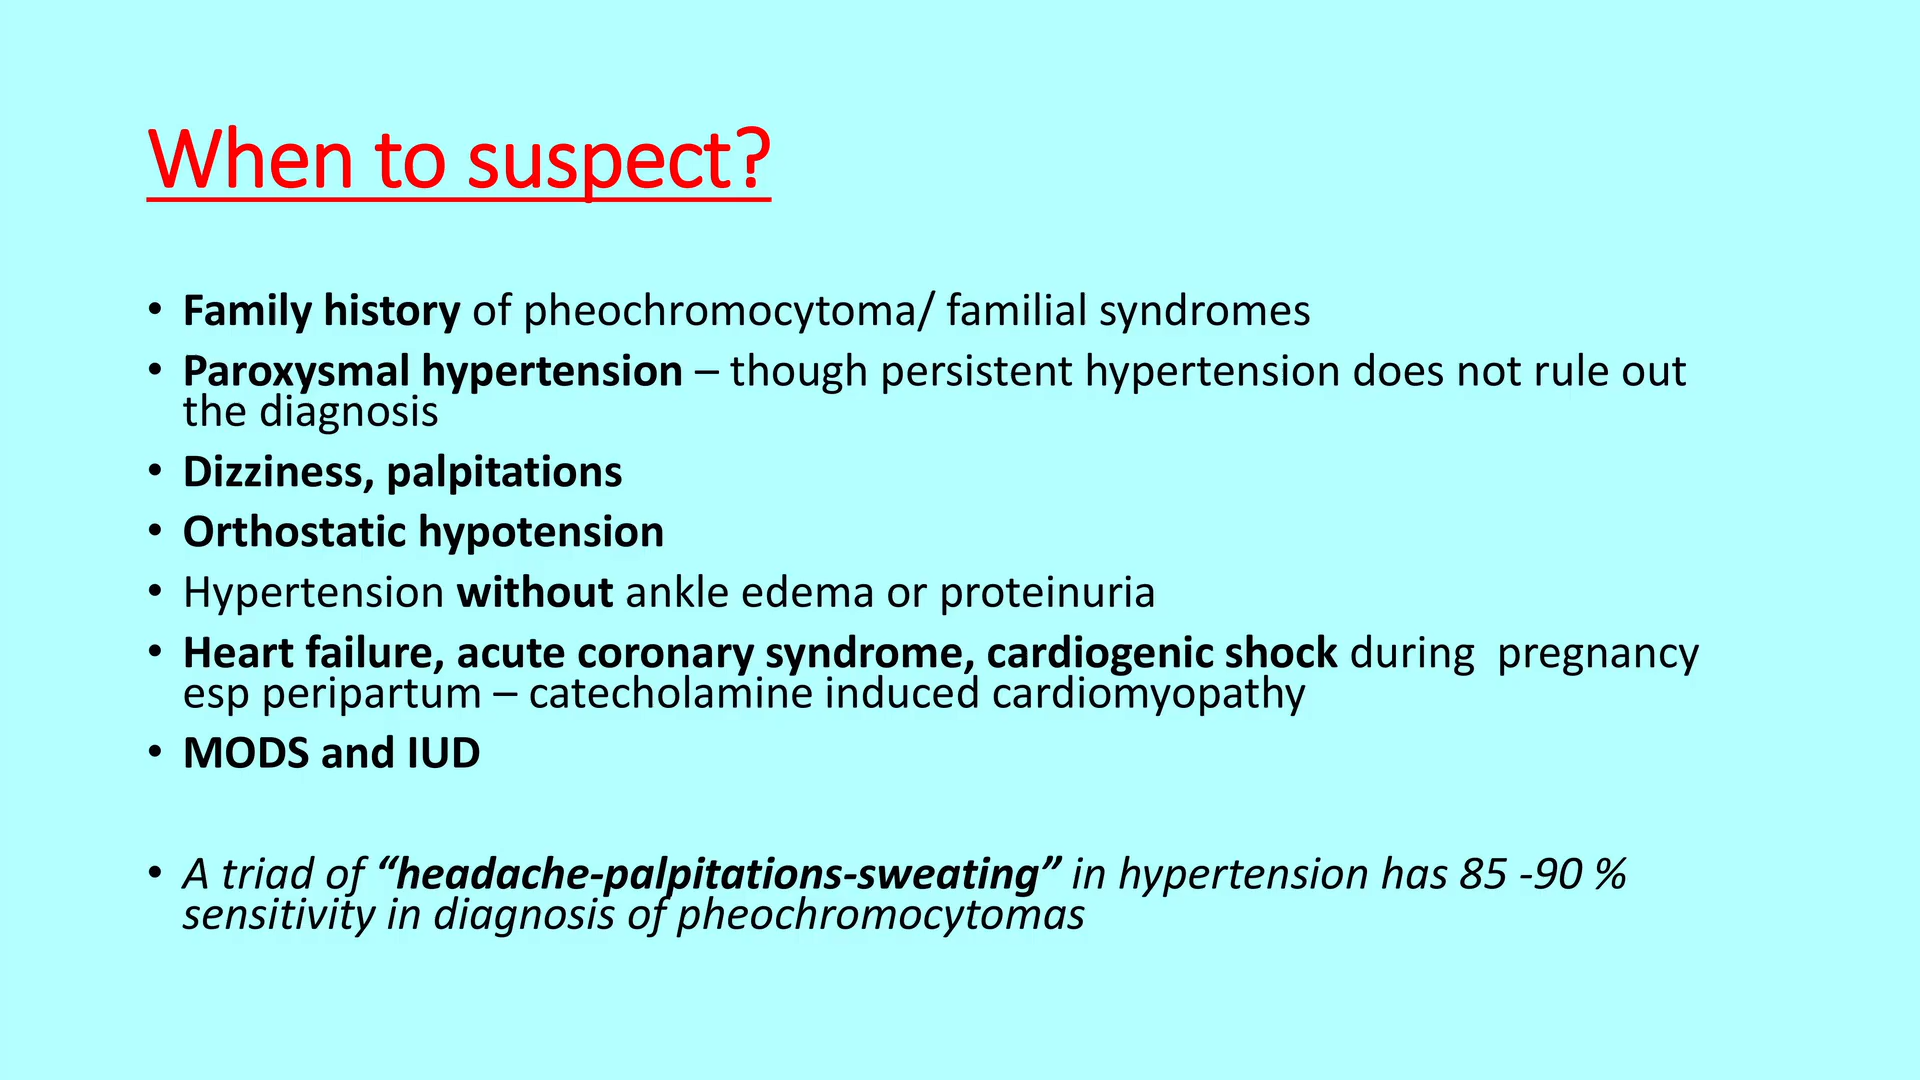 When to suspect?
• Family history of pheochromocytoma/ familial syndromes
• Paroxysmal hypertension – though persistent hypertension does not rule out
the diagnosis
• Dizziness, palpitations
• Orthostatic hypotension
• Hypertension without ankle edema or proteinuria
• Heart failure, acute coronary syndrome, cardiogenic shock during  pregnancy
esp peripartum – catecholamine induced cardiomyopathy
• MODS and IUD
• A triad of “headache-palpitations-sweating” in hypertension has 85 -90 %
sensitivity in diagnosis of pheochromocytomas